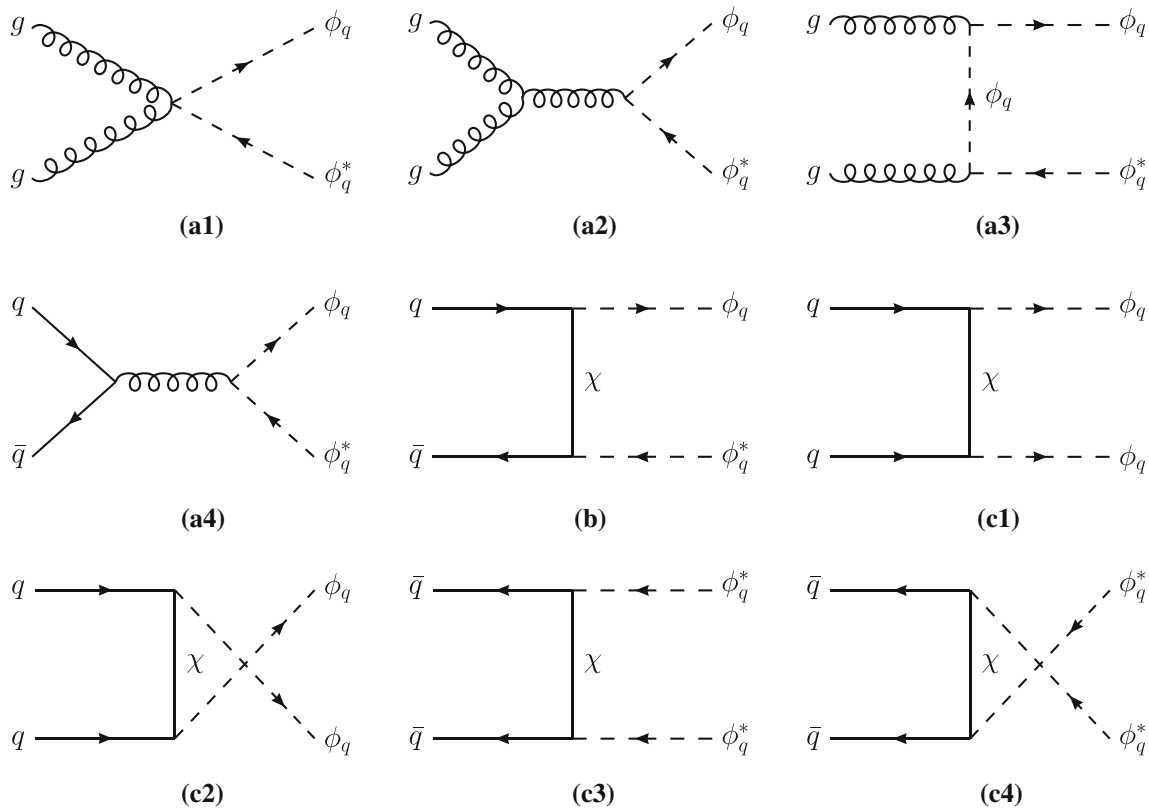 g ϕ_q g ϕ_q g ϕ_q
ϕ_q
g ϕ_q^* g ϕ_q^* g ϕ_q^*
(a1) (a2) (a3)
q ϕ_q q ϕ_q q ϕ_q
χ χ
q̄ ϕ_q^* q̄ ϕ_q^* q ϕ_q
(a4) (b) (c1)
q ϕ_q q̄ ϕ_q^* q̄ ϕ_q^*
χ χ χ
q ϕ_q q̄ ϕ_q^* q̄ ϕ_q^*
(c2) (c3) (c4)